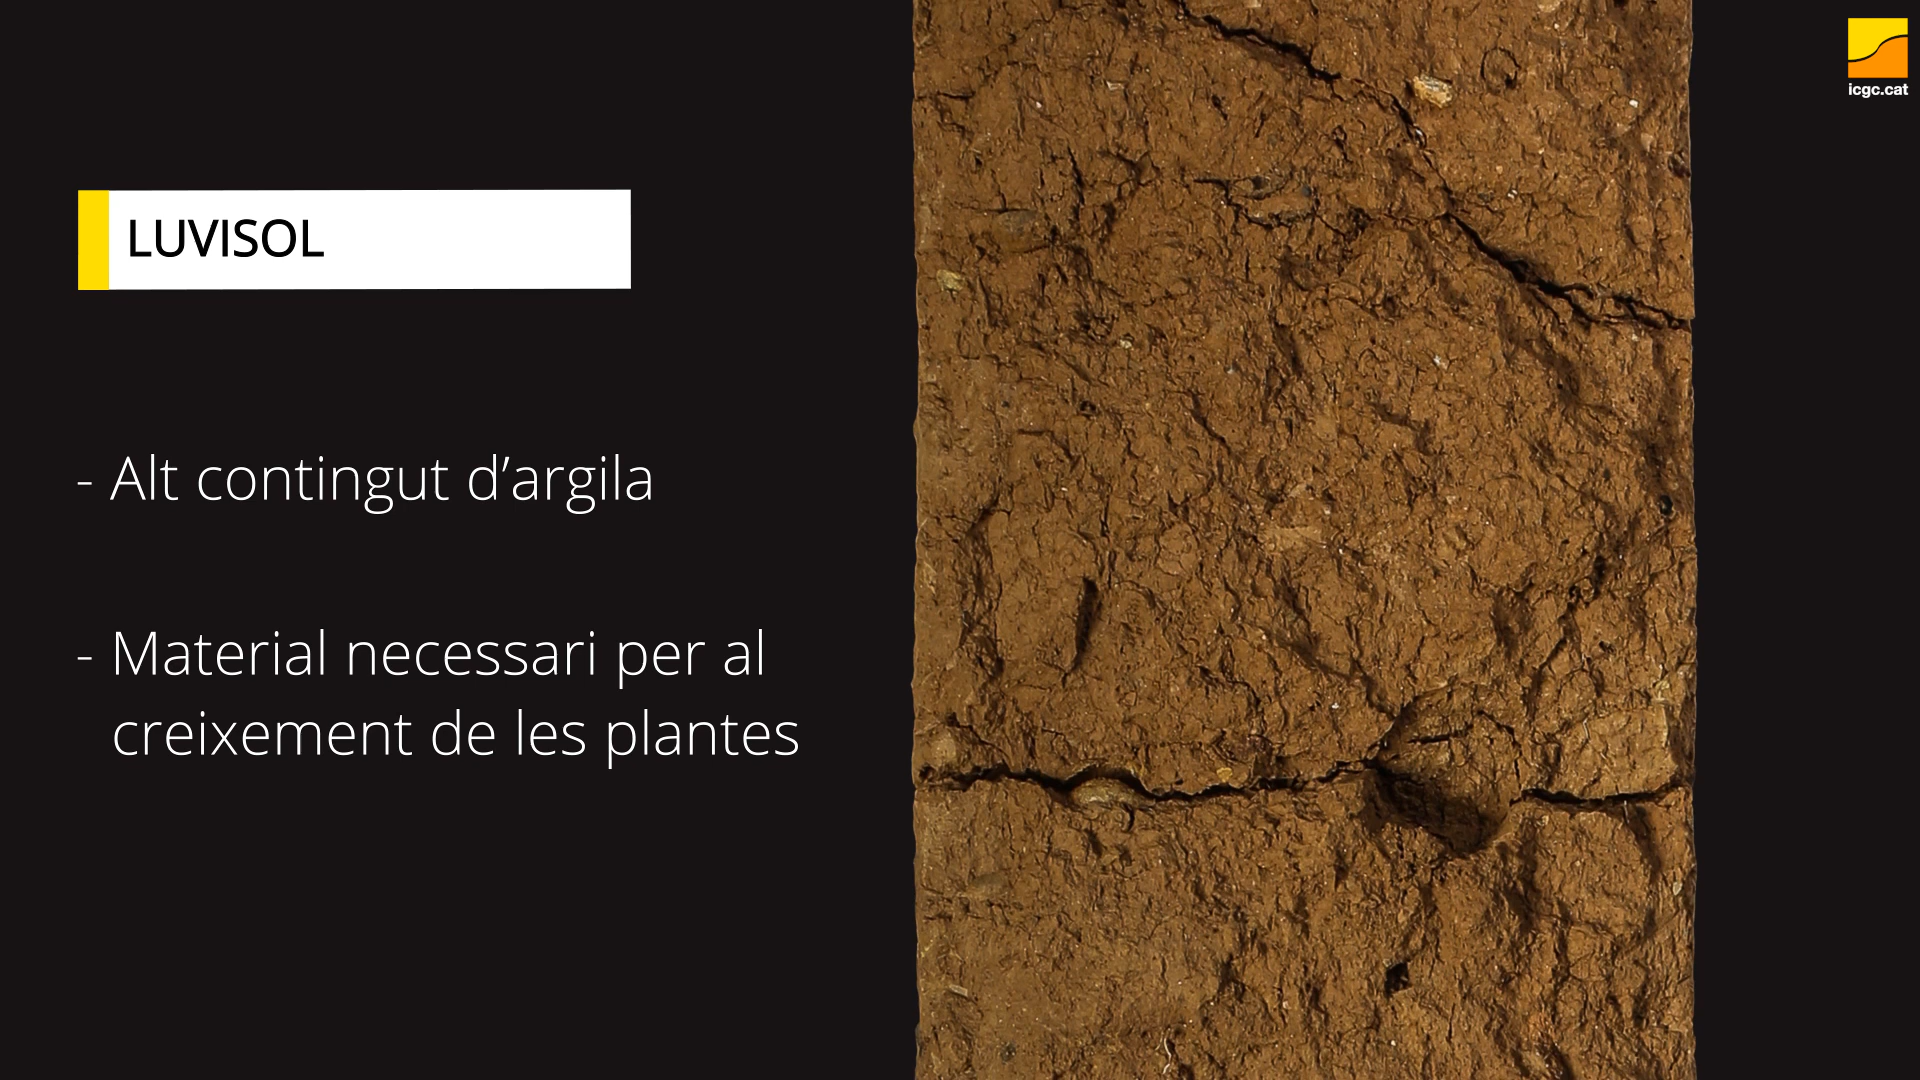 icgc.cat
LUVISOL
- Alt contingut d’argila
- Material necessari per al
creixement de les plantes